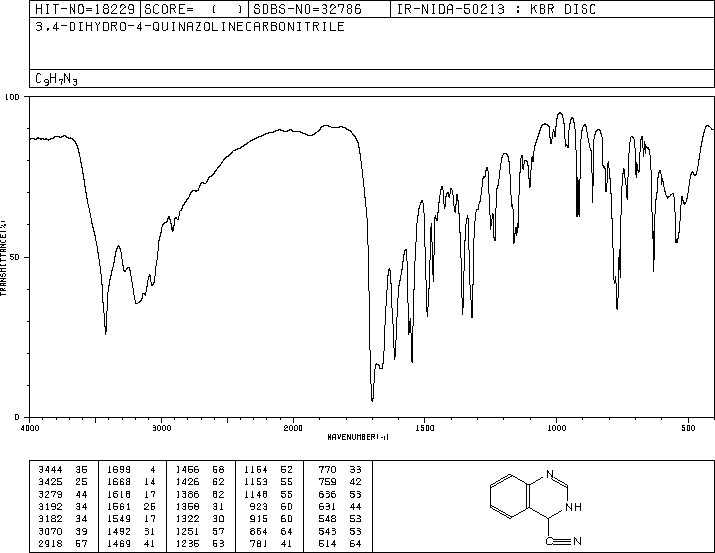 HIT-NO=18229 SCORE= ( ) SDBS-NO=32786 IR-NIDA-50213 : KBR DISC
3,4-DIHYDRO-4-QUINAZOLINECARBONITRILE
C9H7N3
100
TRANSMITTANCE(%)
50
0
4000 3000 2000 1500 1000 500
WAVENUMBER(-1)
3444 35 1699 4 1456 68 1164 52 770 33
3425 25 1668 14 1426 62 1153 55 759 42
3279 44 1618 17 1386 62 1148 55 636 53
3192 34 1561 26 1358 31 923 60 631 44
3182 34 1549 17 1322 30 915 60 548 53
3070 39 1492 31 1251 57 864 64 543 53
2918 57 1469 41 1236 53 781 41 514 64
N
NH
C≡N